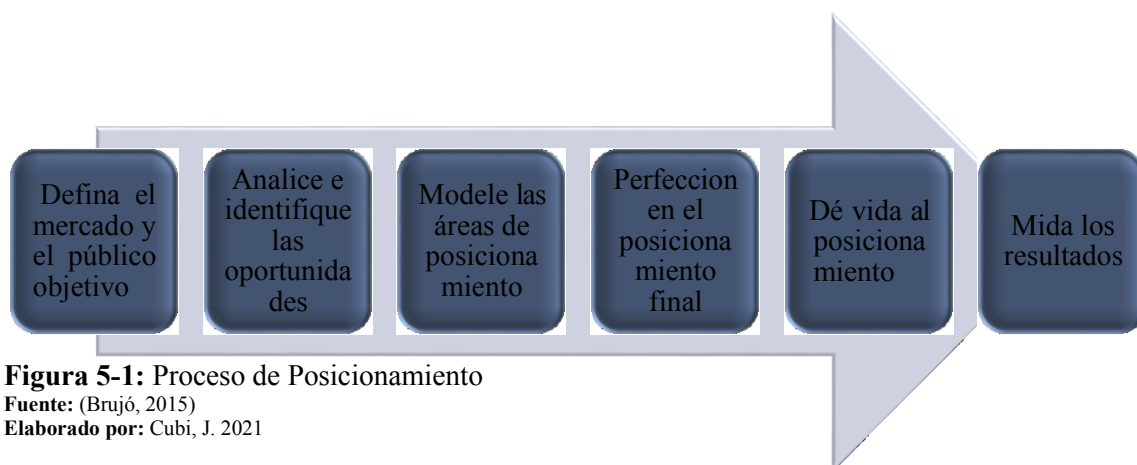 Defina el
mercado y
el público
objetivo
Analice e
identifique
las
oportunida
des
Modele las
áreas de
posiciona
miento
Perfeccion
en el
posiciona
miento
final
Dé vida al
posiciona
miento
Mida los
resultados
Figura 5-1: Proceso de Posicionamiento
Fuente: (Brujó, 2015)
Elaborado por: Cubi, J. 2021